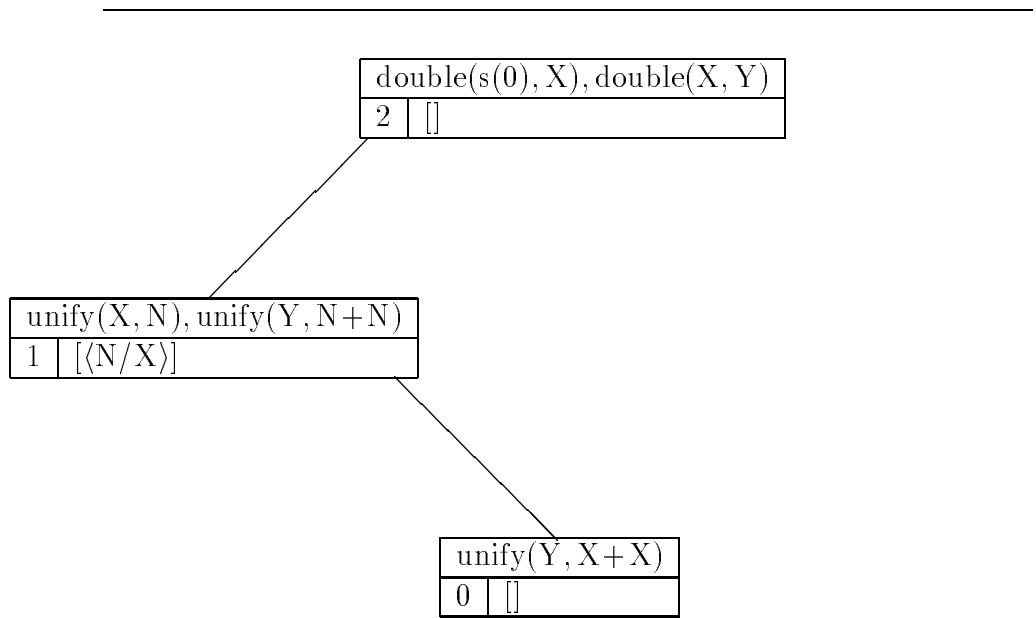 double(s(0), X), double(X, Y)
2 []
unify(X, N), unify(Y, N+N)
1 [⟨N/X⟩]
unify(Y, X+X)
0 []